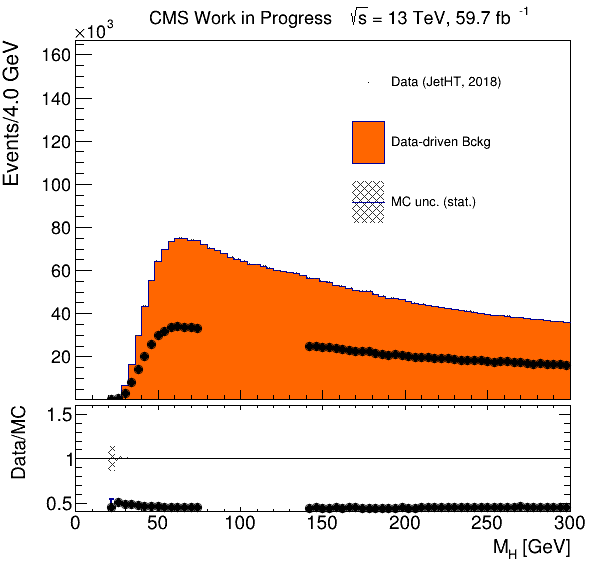 CMS Work in Progress √s = 13 TeV, 59.7 fb⁻¹
×10³
Events/4.0 GeV
160
140
120
100
80
60
40
20
Data (JetHT, 2018)
Data-driven Bckg
MC unc. (stat.)
Data/MC
1.5
1
0.5
0 50 100 150 200 250 300
M_H [GeV]